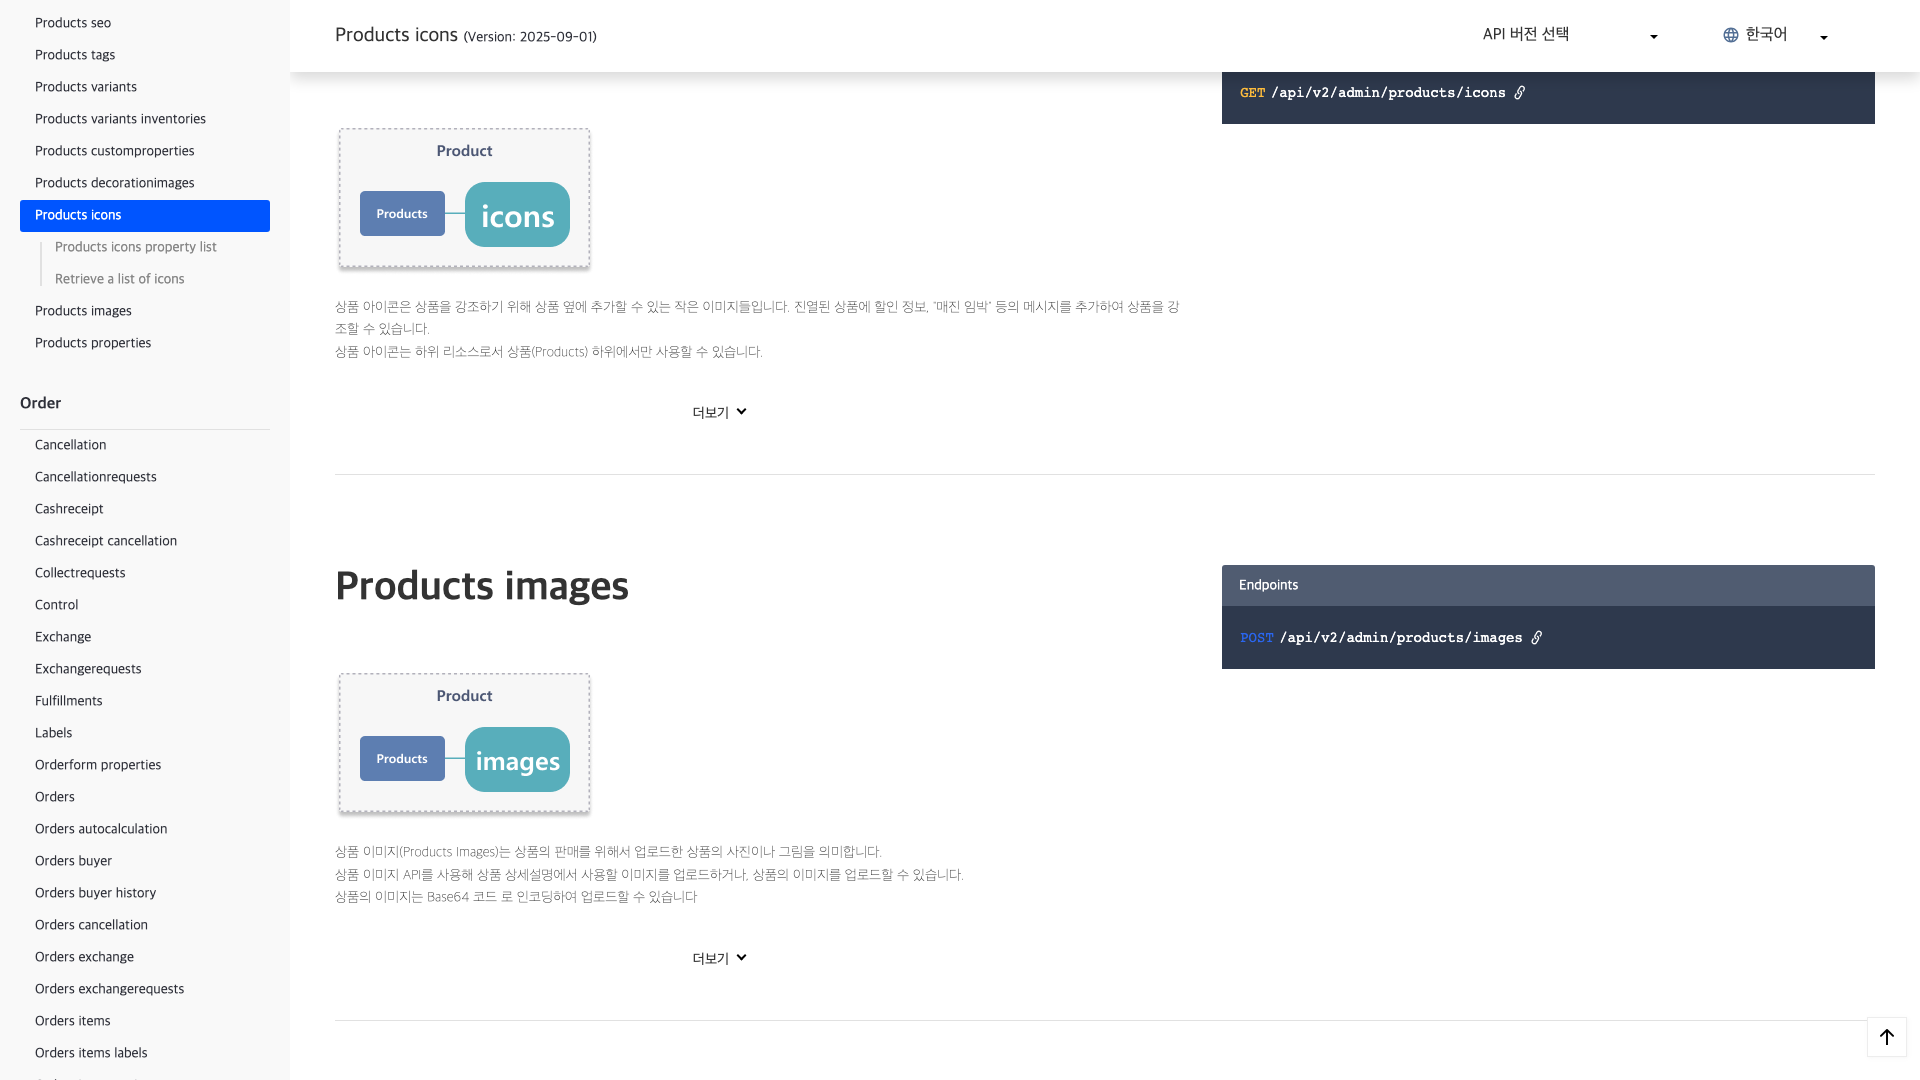 Products seo
Products tags
Products variants
Products variants inventories
Products customproperties
Products decorationimages
Products icons
Products icons property list
Retrieve a list of icons
Products images
Products properties
Order
Cancellation
Cancellationrequests
Cashreceipt
Cashreceipt cancellation
Collectrequests
Control
Exchange
Exchangerequests
Fulfillments
Labels
Orderform properties
Orders
Orders autocalculation
Orders buyer
Orders buyer history
Orders cancellation
Orders exchange
Orders exchangerequests
Orders items
Orders items labels
Products icons (Version: 2025-09-01)
API 버전 선택
한국어
GET /api/v2/admin/products/icons
Product
Products
icons
상품 아이콘은 상품을 강조하기 위해 상품 옆에 추가할 수 있는 작은 이미지들입니다. 진열된 상품에 할인 정보, "매진 임박" 등의 메시지를 추가하여 상품을 강
조할 수 있습니다.
상품 아이콘는 하위 리소스로서 상품(Products) 하위에서만 사용할 수 있습니다.
더보기
Products images
Endpoints
POST /api/v2/admin/products/images
Product
Products
images
상품 이미지(Products Images)는 상품의 판매를 위해서 업로드한 상품의 사진이나 그림을 의미합니다.
상품 이미지 API를 사용해 상품 상세설명에서 사용할 이미지를 업로드하거나, 상품의 이미지를 업로드할 수 있습니다.
상품의 이미지는 Base64 코드 로 인코딩하여 업로드할 수 있습니다
더보기